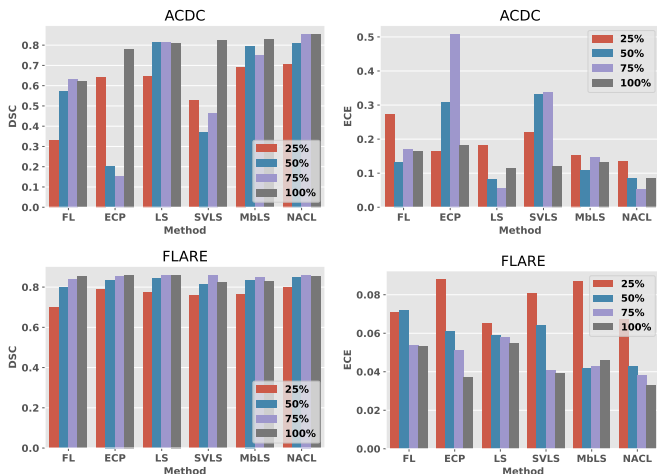 ACDC
0.8
0.7
0.6
0.5
0.4
0.3
0.2
0.1
0.0
DSC
25%
50%
75%
100%
FL ECP LS SVLS MbLS NACL
Method
ACDC
0.5
0.4
0.3
0.2
0.1
0.0
ECE
25%
50%
75%
100%
FL ECP LS SVLS MbLS NACL
Method
FLARE
0.8
0.6
0.4
0.2
0.0
DSC
25%
50%
75%
100%
FL ECP LS SVLS MbLS NACL
Method
FLARE
0.08
0.06
0.04
0.02
0.00
ECE
25%
50%
75%
100%
FL ECP LS SVLS MbLS NACL
Method